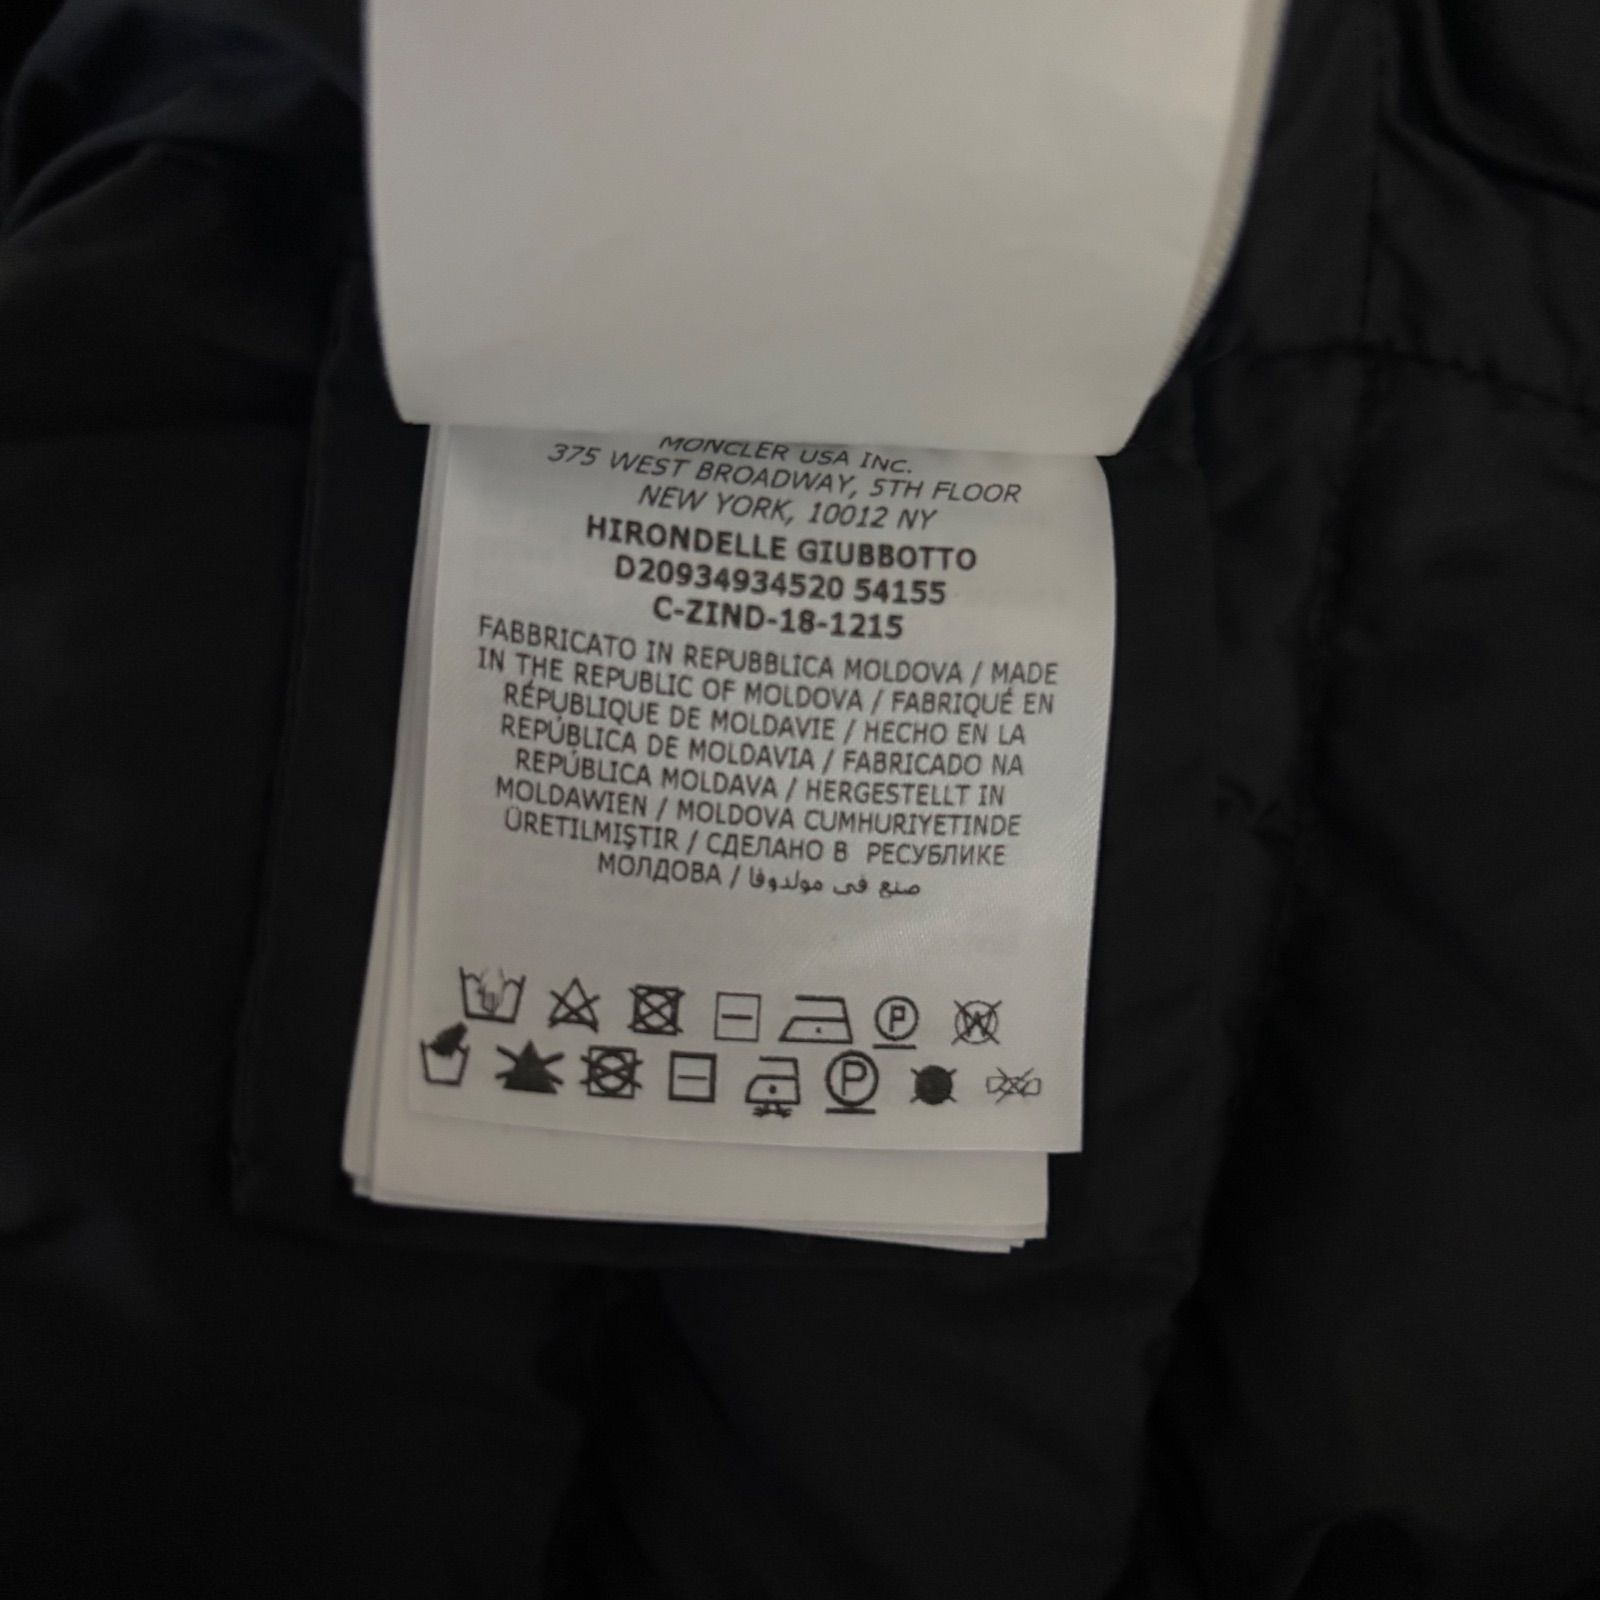 MONCLER USA INC.
375 WEST BROADWAY, 5TH FLOOR
NEW YORK, 10012 NY
HIRONDELLE GIUBBOTTO
D20934934520 54155
C-ZIND-18-1215
FABBRICATO IN REPUBBLICA MOLDOVA / MADE
IN THE REPUBLIC OF MOLDOVA / FABRIQUÉ EN
RÉPUBLIQUE DE MOLDAVIE / HECHO EN LA
REPÚBLICA DE MOLDAVIA / FABRICADO NA
REPÚBLICA MOLDAVA / HERGESTELLT IN
MOLDAWIEN / MOLDOVA CUMHURIYETINDE
ÜRETILMIŞTIR / СДЕЛАНО В РЕСУБЛИКЕ
МОЛДОВА / صنع في مولدوفا
P W
P